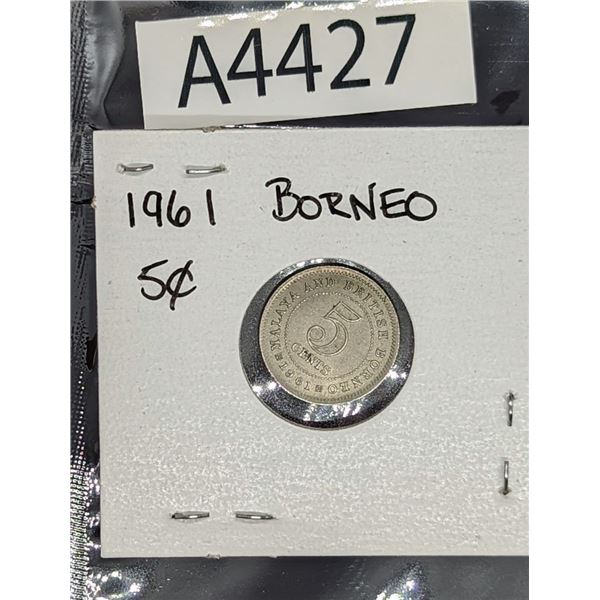 A4427
1961 BORNEO
5¢
MALAYA AND BRITISH BORNEO
5
CENTS
1961